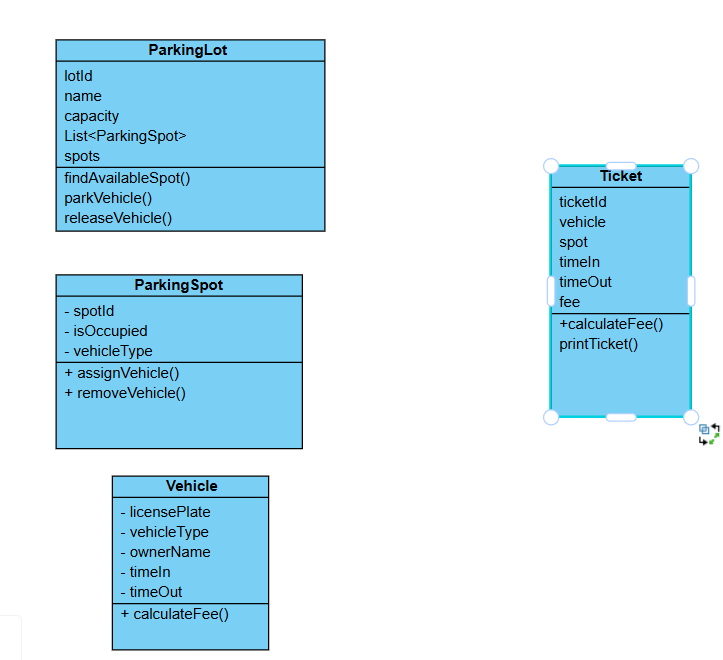 ParkingLot
lotId
name
capacity
List<ParkingSpot>
spots
findAvailableSpot()
parkVehicle()
releaseVehicle()
ParkingSpot
- spotId
- isOccupied
- vehicleType
+ assignVehicle()
+ removeVehicle()
Vehicle
- licensePlate
- vehicleType
- ownerName
- timeIn
- timeOut
+ calculateFee()
Ticket
ticketId
vehicle
spot
timeIn
timeOut
fee
+calculateFee()
printTicket()